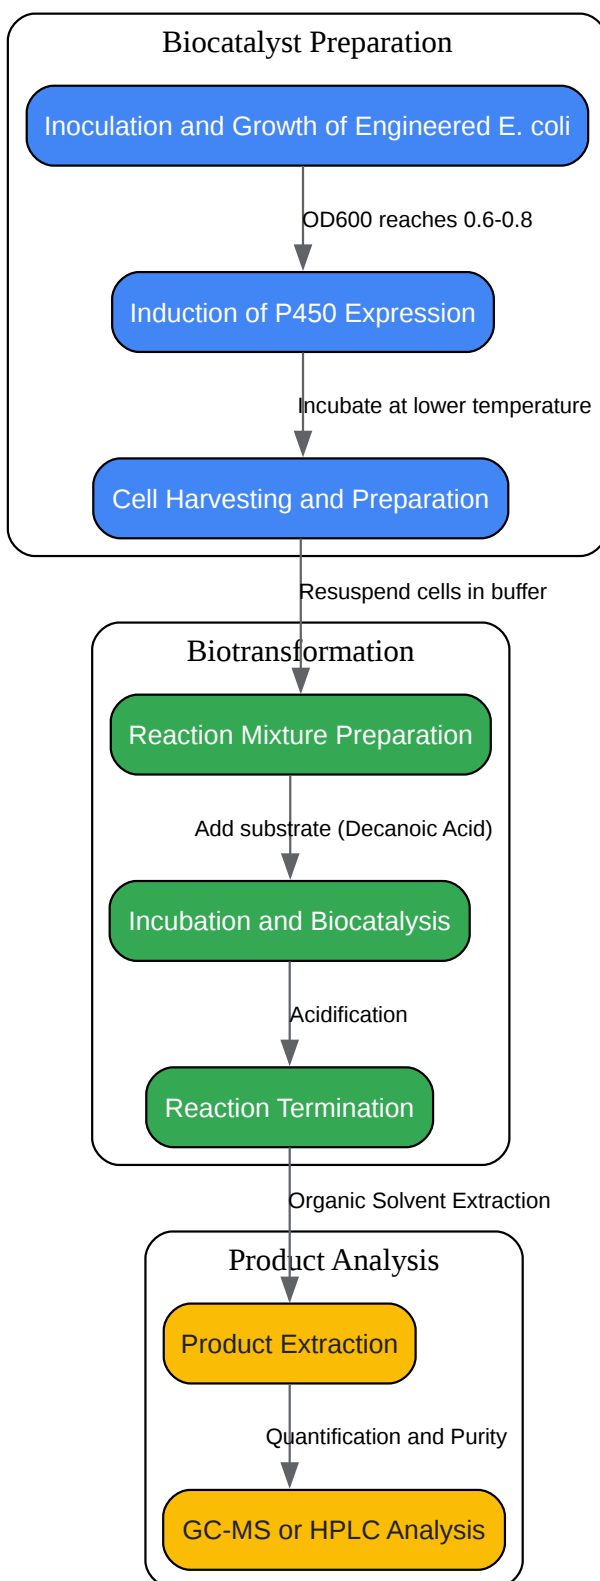 Biocatalyst Preparation
Inoculation and Growth of Engineered E. coli
OD600 reaches 0.6-0.8
Induction of P450 Expression
Incubate at lower temperature
Cell Harvesting and Preparation
Resuspend cells in buffer
Biotransformation
Reaction Mixture Preparation
Add substrate (Decanoic Acid)
Incubation and Biocatalysis
Acidification
Reaction Termination
Organic Solvent Extraction
Product Analysis
Product Extraction
Quantification and Purity
GC-MS or HPLC Analysis